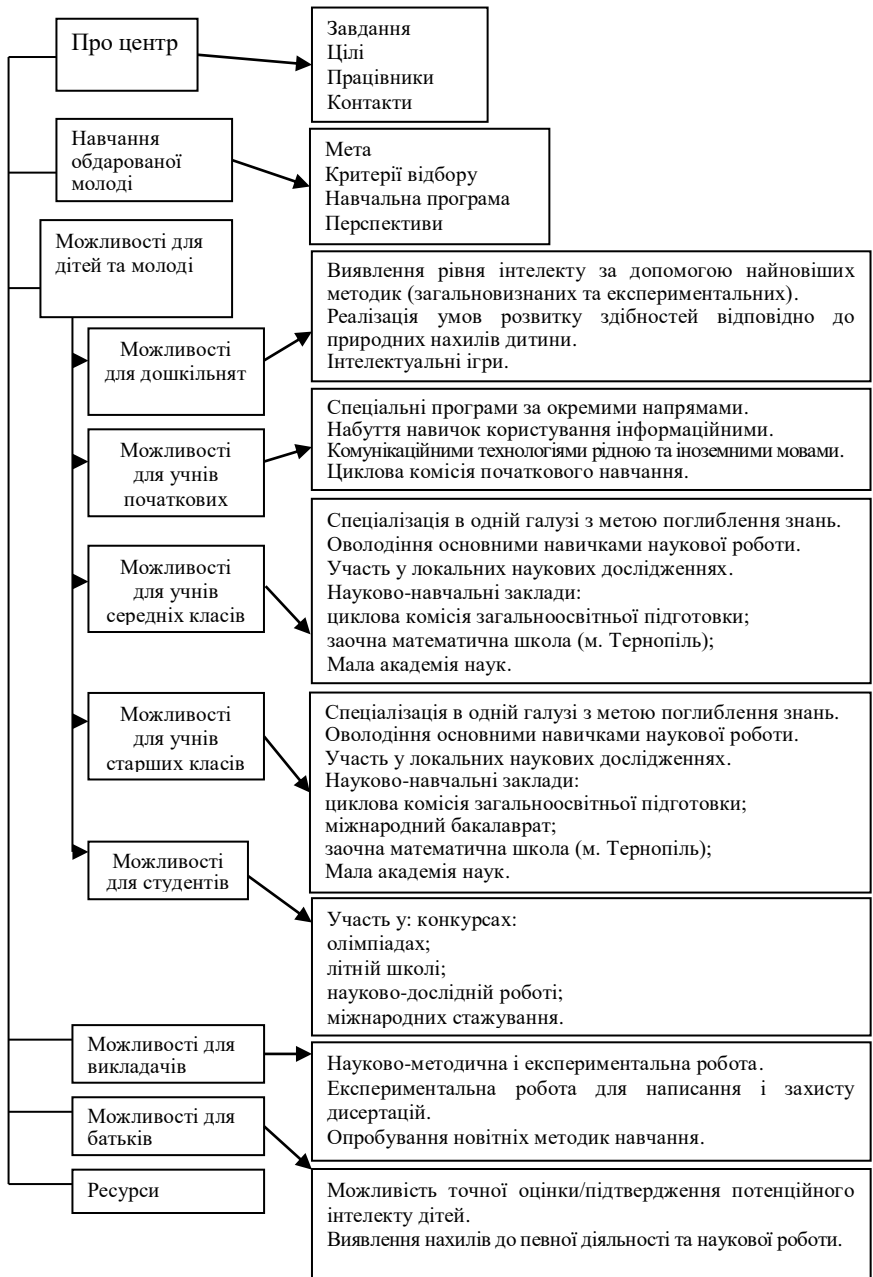 Про центр
Завдання
Цілі
Працівники
Контакти
Навчання
обдарованої
молоді
Мета
Критерії відбору
Навчальна програма
Перспективи
Можливості для
дітей та молоді
Можливості
для дошкільнят
Виявлення рівня інтелекту за допомогою найновіших
методик (загальновизнаних та експериментальних).
Реалізація умов розвитку здібностей відповідно до
природних нахилів дитини.
Інтелектуальні ігри.
Можливості
для учнів
початкових
Спеціальні програми за окремими напрямами.
Набуття навичок користування інформаційними.
Комунікаційними технологіями рідною та іноземними мовами.
Циклова комісія початкового навчання.
Можливості
для учнів
середніх класів
Спеціалізація в одній галузі з метою поглиблення знань.
Оволодіння основними навичками наукової роботи.
Участь у локальних наукових дослідженнях.
Науково-навчальні заклади:
циклова комісія загальноосвітньої підготовки;
заочна математична школа (м. Тернопіль);
Мала академія наук.
Можливості
для учнів
старших класів
Спеціалізація в одній галузі з метою поглиблення знань.
Оволодіння основними навичками наукової роботи.
Участь у локальних наукових дослідженнях.
Науково-навчальні заклади:
циклова комісія загальноосвітньої підготовки;
міжнародний бакалаврат;
заочна математична школа (м. Тернопіль);
Мала академія наук.
Можливості
для студентів
Участь у: конкурсах:
олімпіадах;
літній школі;
науково-дослідній роботі;
міжнародних стажування.
Можливості для
викладачів
Науково-методична і експериментальна робота.
Експериментальна робота для написання і захисту
дисертацій.
Опробування новітніх методик навчання.
Можливості для
батьків
Можливість точної оцінки/підтвердження потенційного
інтелекту дітей.
Виявлення нахилів до певної діяльності та наукової роботи.
Ресурси